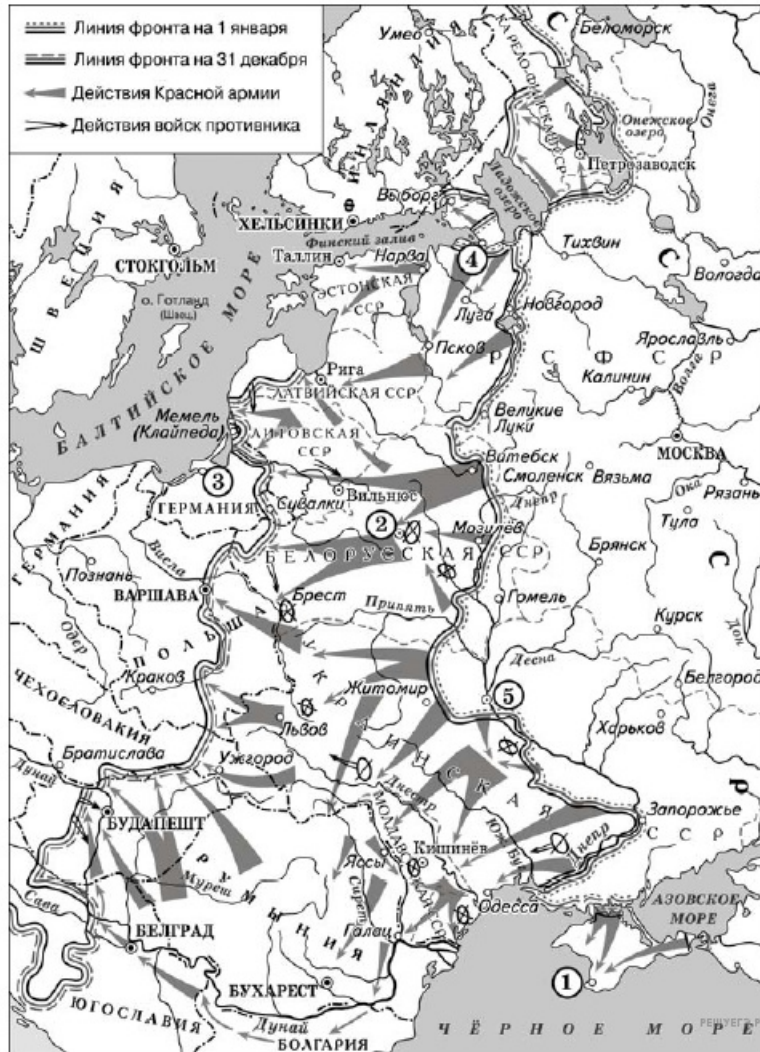 Линия фронта на 1 января
Линия фронта на 31 декабря
Действия Красной армии
Действия войск противника
Умео
Беломорск
КАРЕЛО-ФИНСКАЯ ССР
Онежское
озеро
Онега
Петрозаводск
ФИНЛЯНДИЯ
Ладожское
озеро
Выборг
ХЕЛЬСИНКИ
Финский залив
ШВЕЦИЯ
СТОКГОЛЬМ
Таллин
Нарва
4
Тихвин
Вологда
ЭСТОНСКАЯ
ССР
о. Готланд
(Швец.)
Луга
Новгород
Ярославль
Псков
РСФСР
Волга
Калинин
БАЛТИЙСКОЕ МОРЕ
Рига
ЛАТВИЙСКАЯ ССР
Великие
Луки
МОСКВА
Мемель
(Клайпеда)
ЛИТОВСКАЯ
ССР
Витебск
Смоленск
Вязьма
Днепр
Ока
Рязань
3
ГЕРМАНИЯ
Сувалки
Вильнюс
Тула
2
Могилёв
БЕЛОРУССКАЯ ССР
Брянск
ГЕРМАНИЯ
Познань
Висла
ВАРШАВА
Брест
Припять
Гомель
Дон
Одер
ПОЛЬША
Курск
Десна
Белгород
Краков
Житомир
5
ЧЕХОСЛОВАКИЯ
Львов
Харьков
УКРАИНСКАЯ
ССР
Братислава
Ужгород
Днестр
Дунай
БУДАПЕШТ
Запорожье
МОЛДАВСКАЯ ССР
Юж. Буг
Днепр
Кишинёв
Яссы
Муреш
РУМЫНИЯ
Сирет
Одесса
АЗОВСКОЕ
МОРЕ
Сава
БЕЛГРАД
Галац
БУХАРЕСТ
1
ЮГОСЛАВИЯ
Дунай
БОЛГАРИЯ
ЧЁРНОЕ МОРЕ